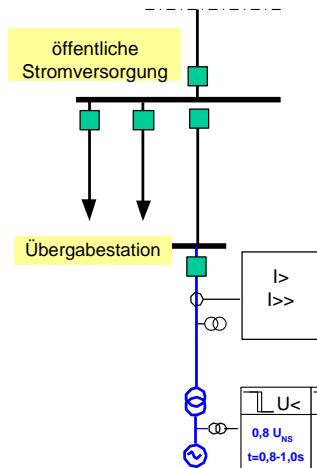 öffentliche
Stromversorgung
Übergabestation
I>
I>>
U<
0,8 U_NS
t=0,8-1,0s